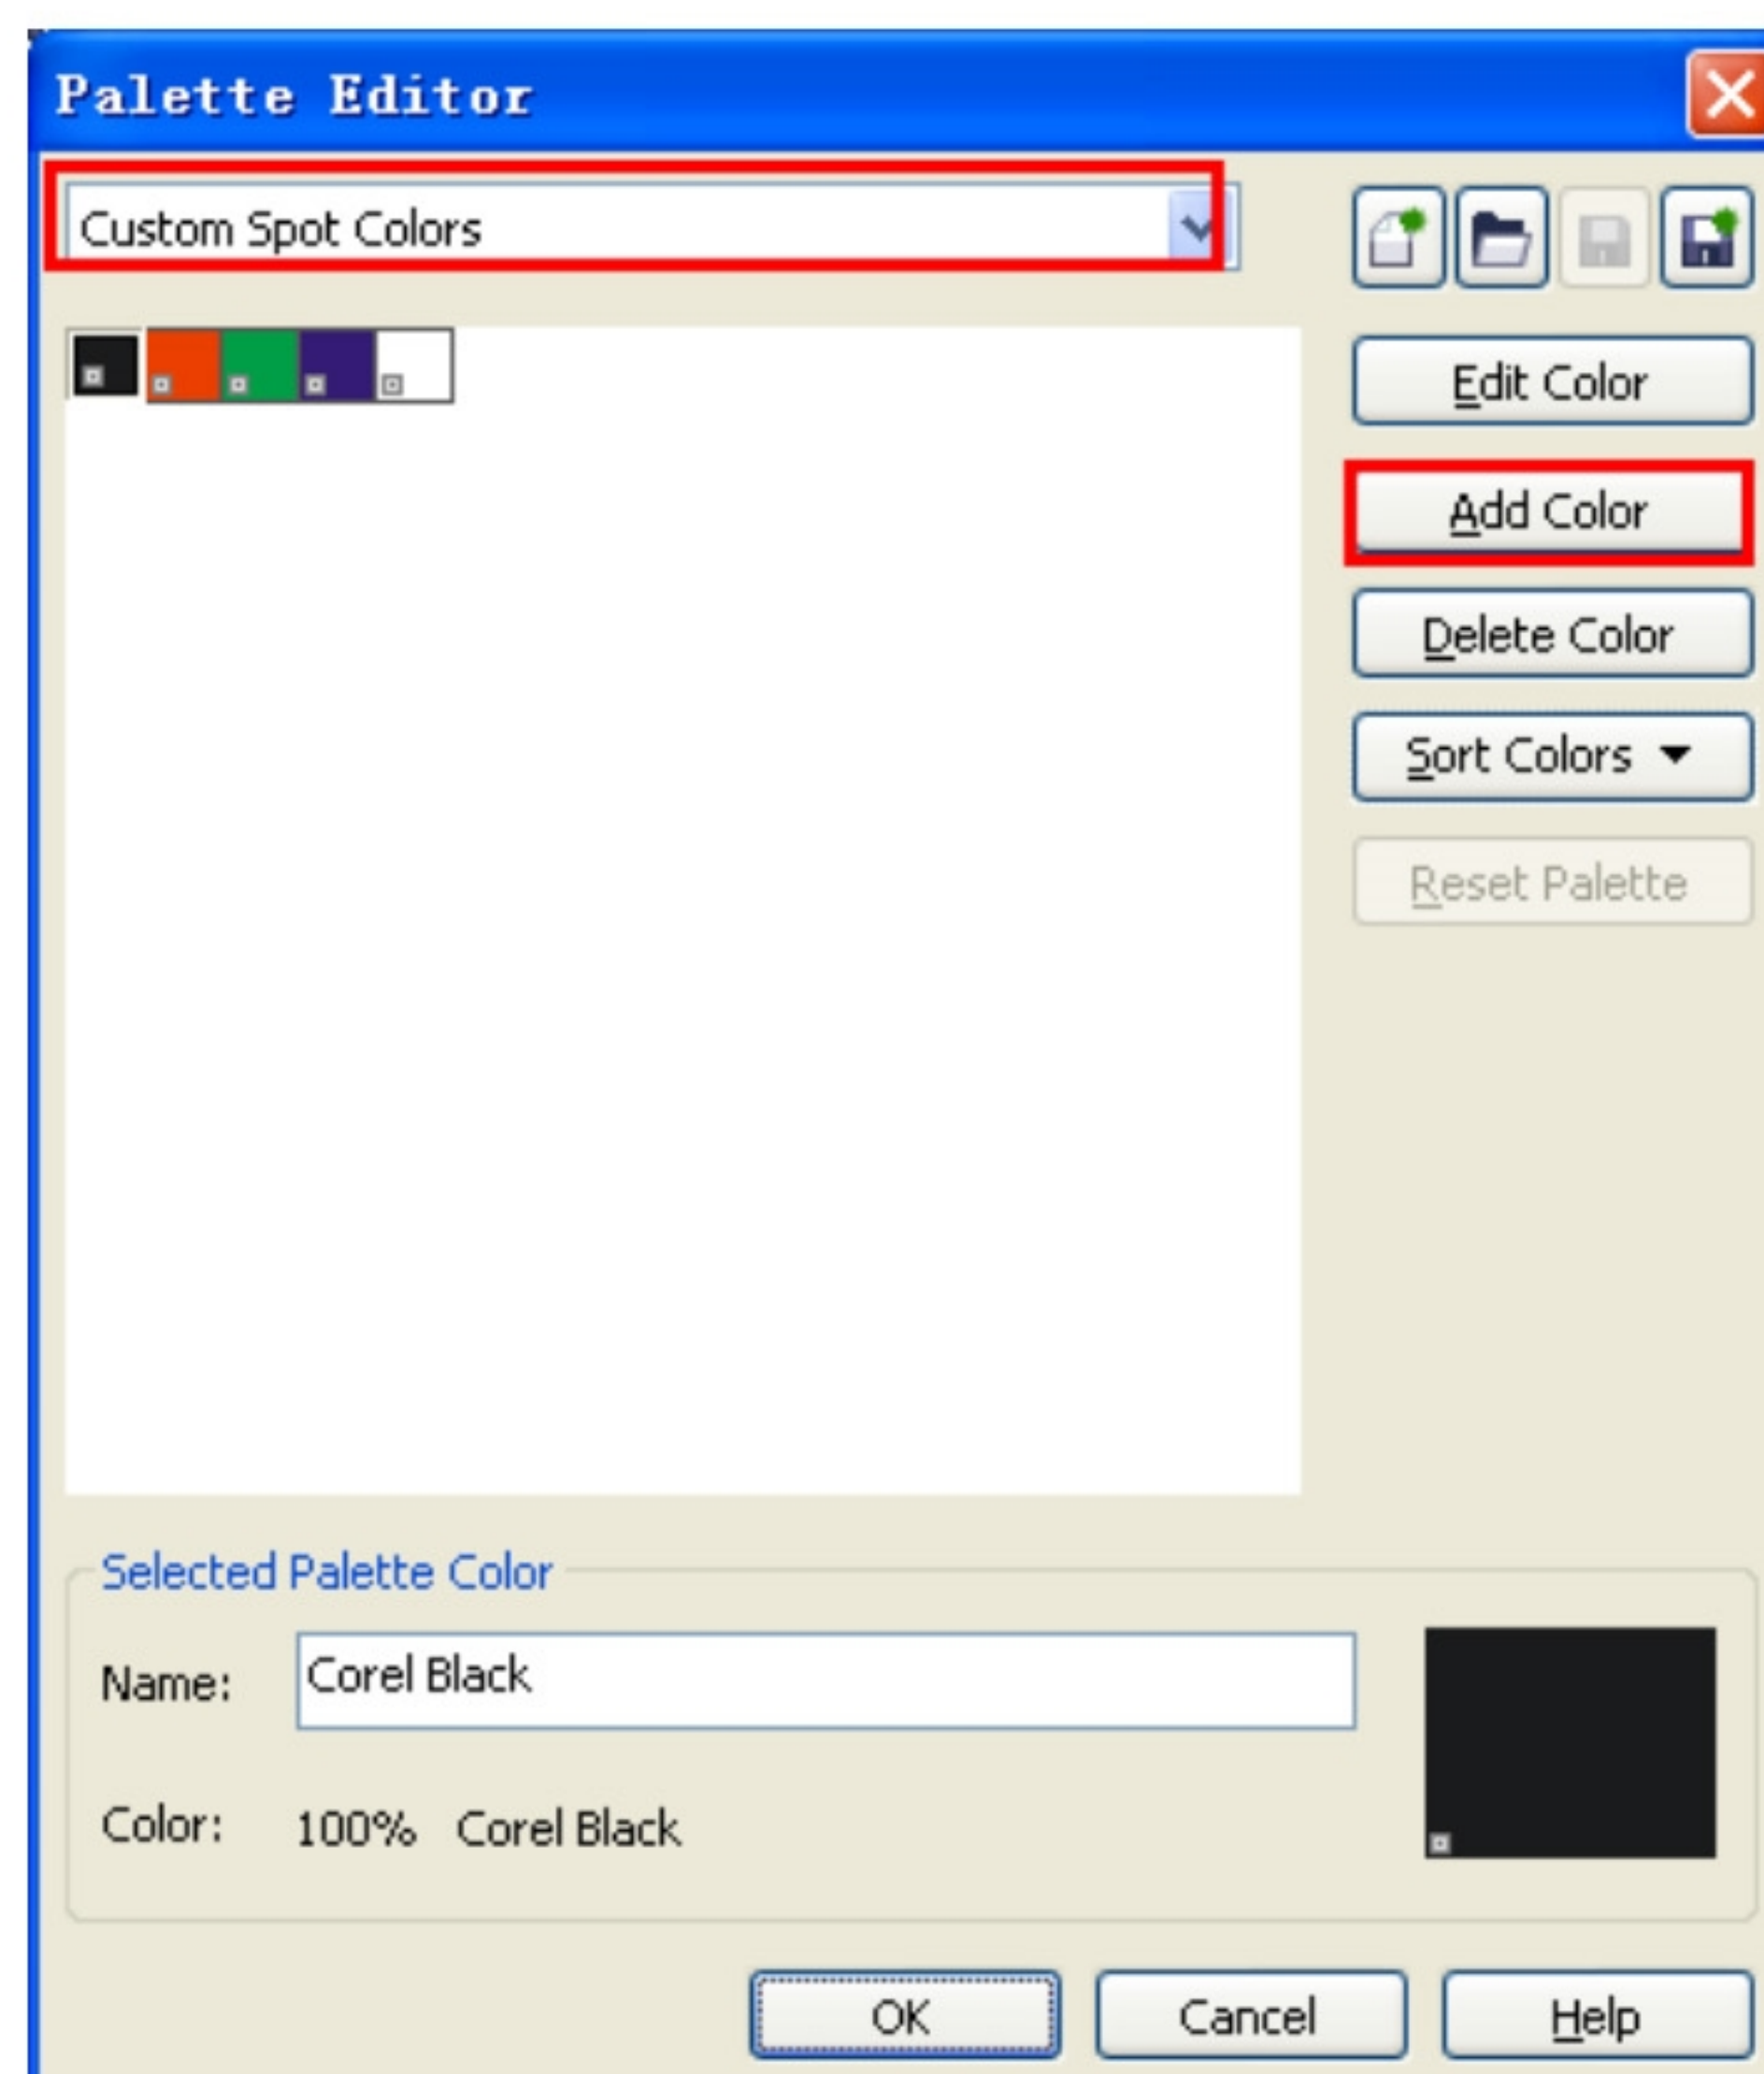 Palette Editor
Custom Spot Colors
Edit Color
Add Color
Delete Color
Sort Colors
Reset Palette
Selected Palette Color
Name: Corel Black
Color: 100% Corel Black
OK Cancel Help